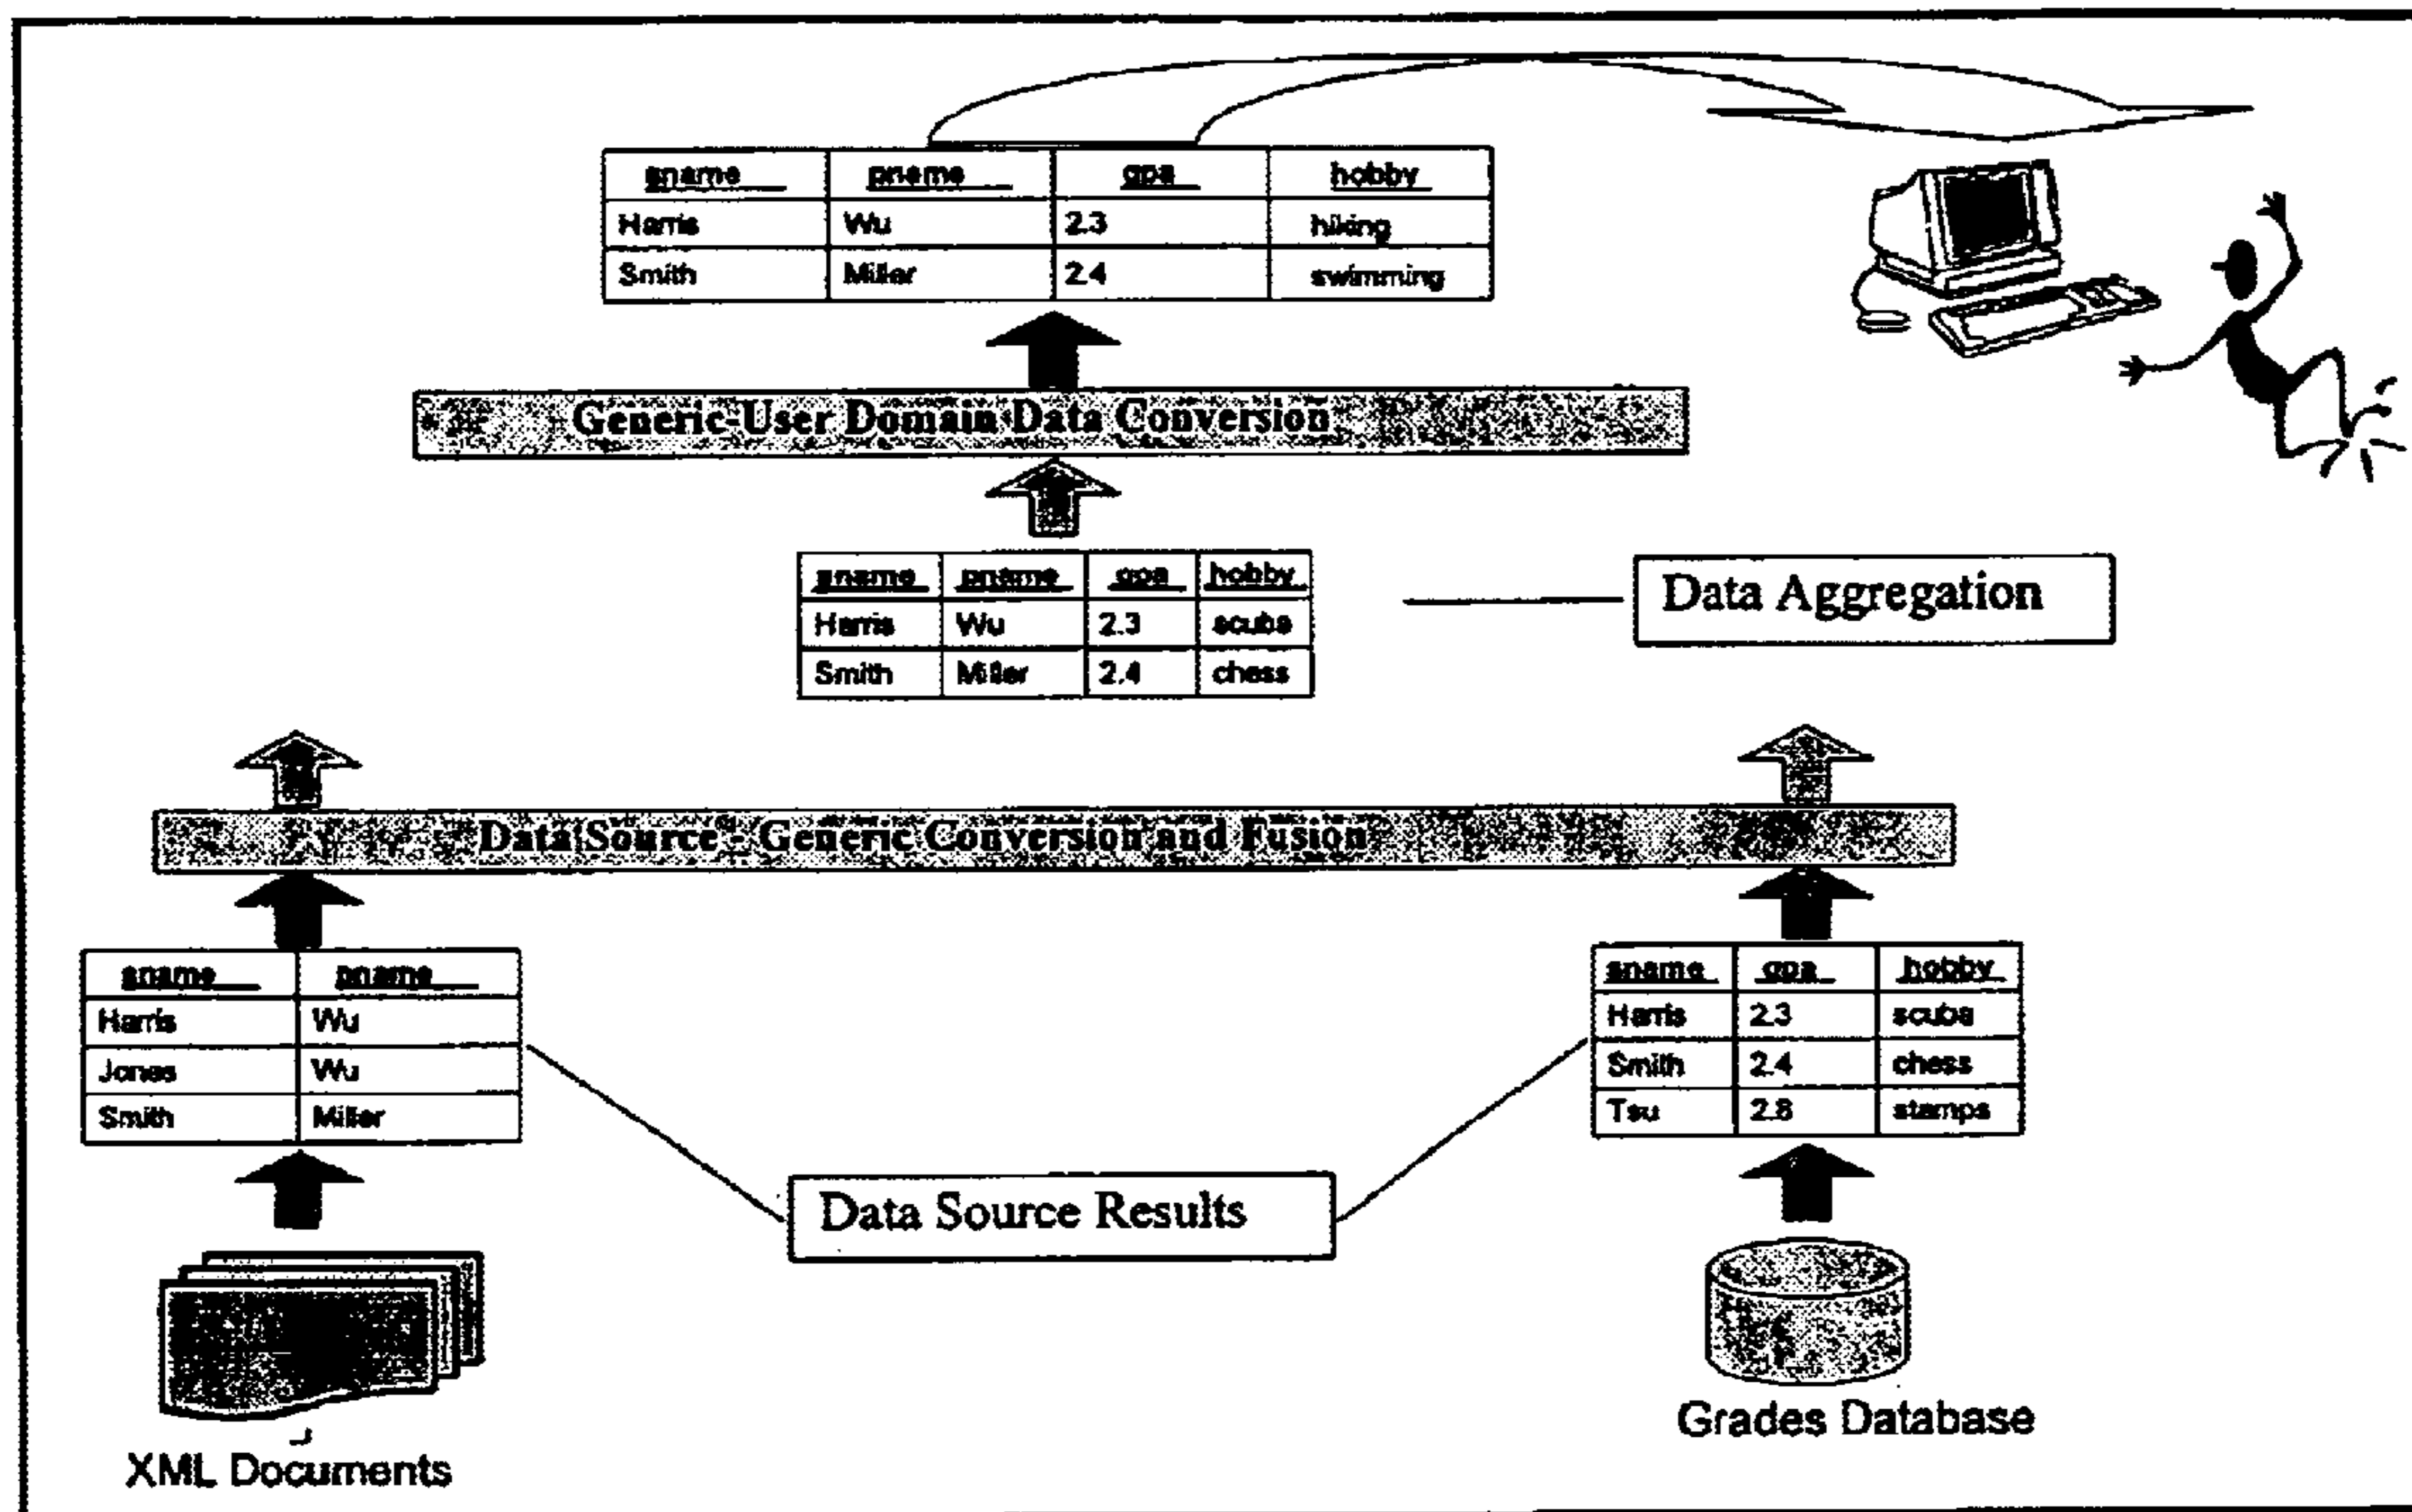 sname pname gpa hobby
Harris Wu 2.3 hiking
Smith Miller 2.4 swimming
Generic-User Domain Data Conversion
sname pname gpa hobby
Harris Wu 2.3 scuba
Smith Miller 2.4 chess
Data Aggregation
Data Source - Generic Conversion and Fusion
sname pname
Harris Wu
Jones Wu
Smith Miller
sname gpa hobby
Harris 2.3 scuba
Smith 2.4 chess
Tsu 2.8 stamps
Data Source Results
XML Documents
Grades Database